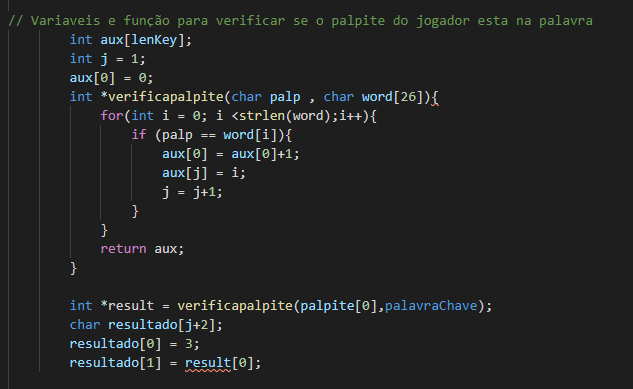 // Variaveis e função para verificar se o palpite do jogador esta na palavra
int aux[lenKey];
int j = 1;
aux[0] = 0;
int *verificapalpite(char palp , char word[26]){
for(int i = 0; i <strlen(word);i++){
if (palp == word[i]){
aux[0] = aux[0]+1;
aux[j] = i;
j = j+1;
}
}
return aux;
}
int *result = verificapalpite(palpite[0],palavraChave);
char resultado[j+2];
resultado[0] = 3;
resultado[1] = result[0];